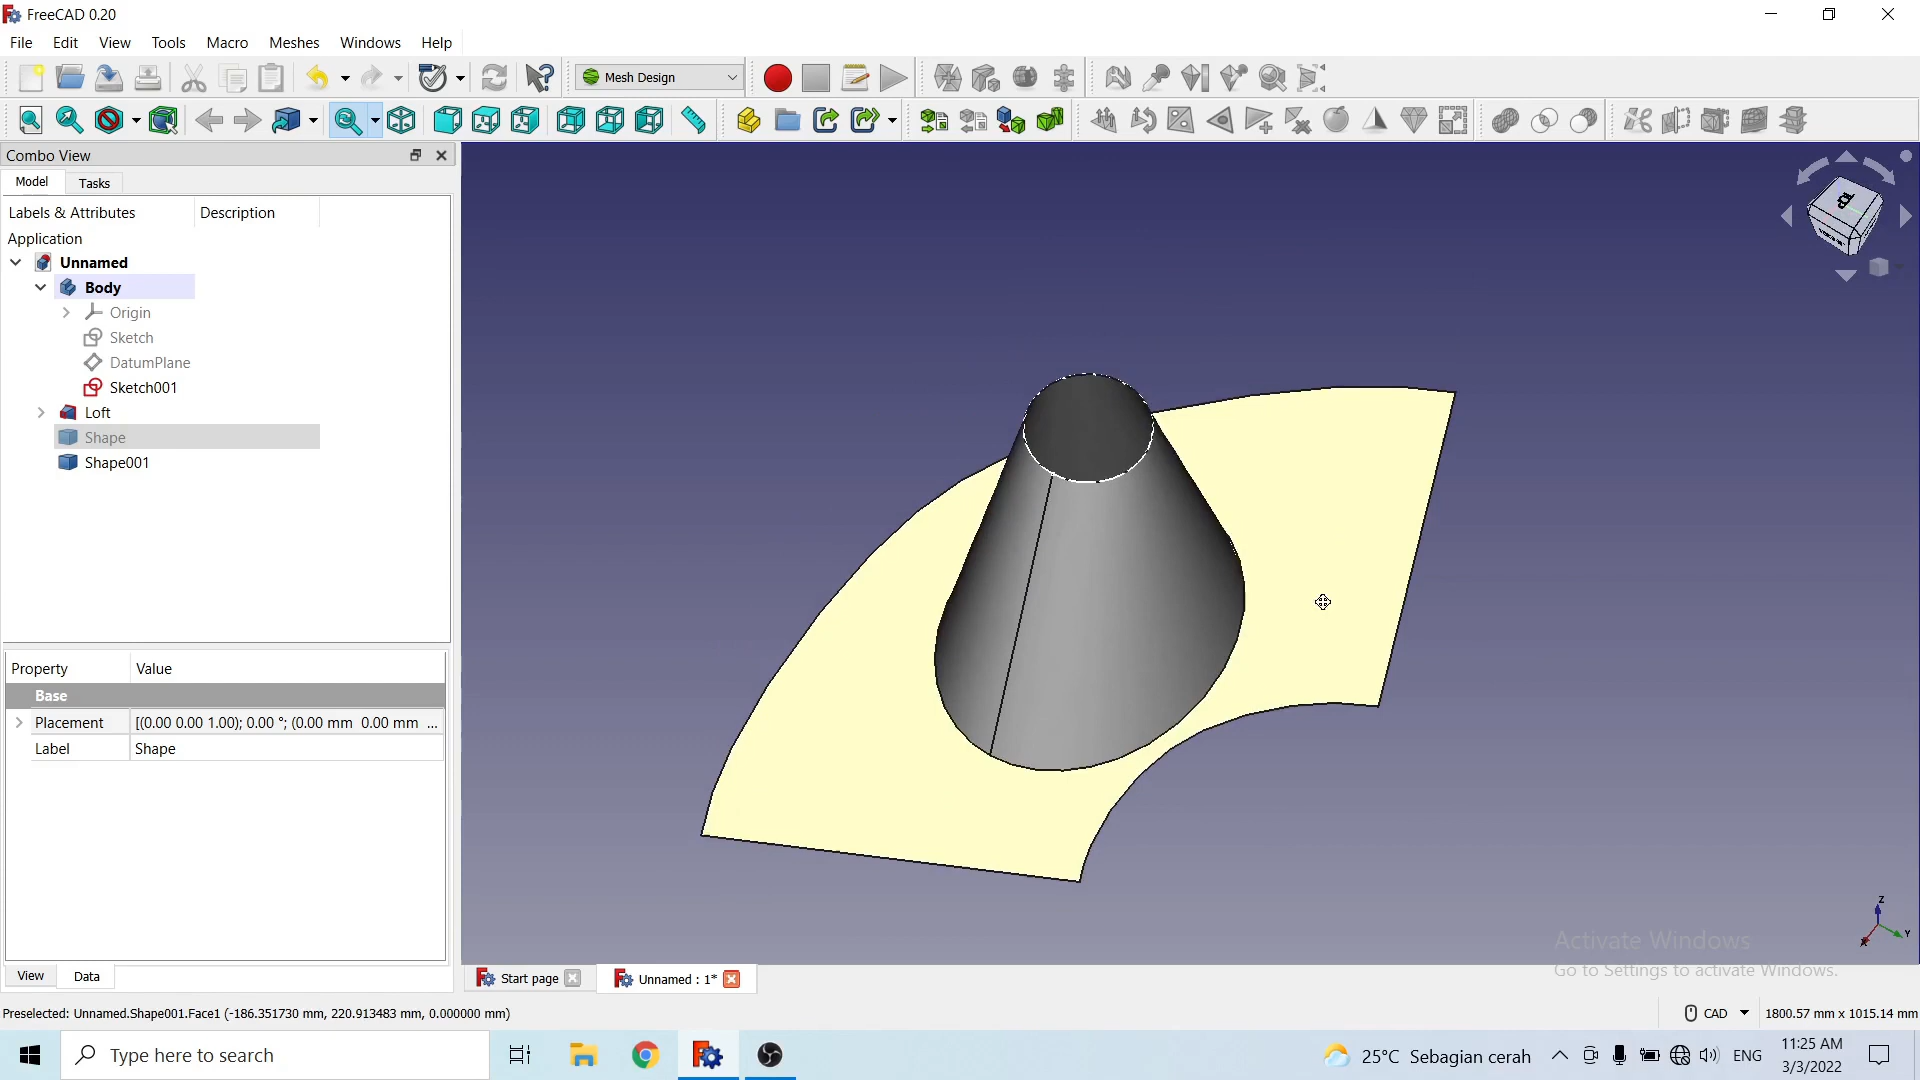 FreeCAD 0.20
File Edit View Tools Macro Meshes Windows Help
Mesh Design
Combo View
Model Tasks
Labels & Attributes Description
Application
Unnamed
Body
Origin
Sketch
DatumPlane
Sketch001
Loft
Shape
Shape001
Property Value
Base
Placement [(0.00 0.00 1.00); 0.00 °; (0.00 mm 0.00 mm ...
Label Shape
Activate Windows
Go to Settings to activate Windows.
View Data
Start page Unnamed : 1*
Preselected: Unnamed.Shape001.Face1 (-186.351730 mm, 220.913483 mm, 0.000000 mm)
CAD 1800.57 mm x 1015.14 mm
Type here to search
25°C Sebagian cerah ENG
11:25 AM
3/3/2022
Z
Y
X